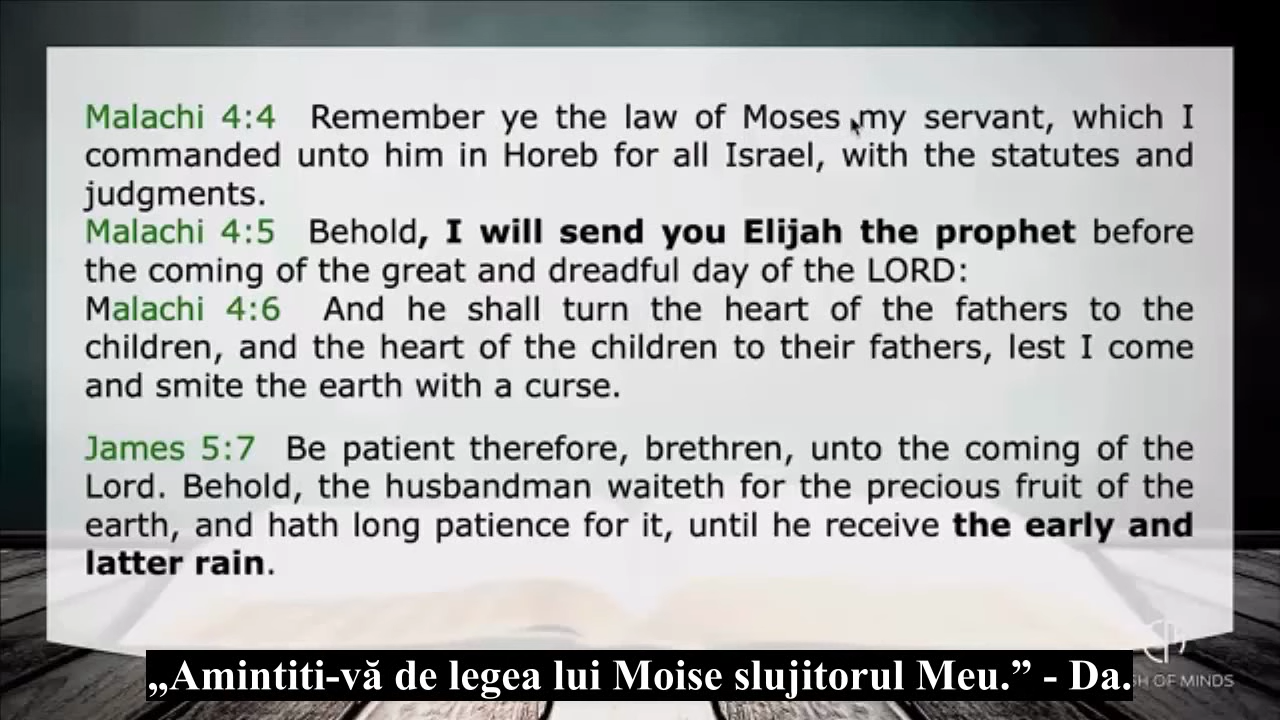 Malachi 4:4 Remember ye the law of Moses my servant, which I
commanded unto him in Horeb for all Israel, with the statutes and
judgments.
Malachi 4:5 Behold, I will send you Elijah the prophet before
the coming of the great and dreadful day of the LORD:
Malachi 4:6 And he shall turn the heart of the fathers to the
children, and the heart of the children to their fathers, lest I come
and smite the earth with a curse.
James 5:7 Be patient therefore, brethren, unto the coming of the
Lord. Behold, the husbandman waiteth for the precious fruit of the
earth, and hath long patience for it, until he receive the early and
latter rain.
„Amintiti-vă de legea lui Moise slujitorul Meu.” - Da.
OF MINDS